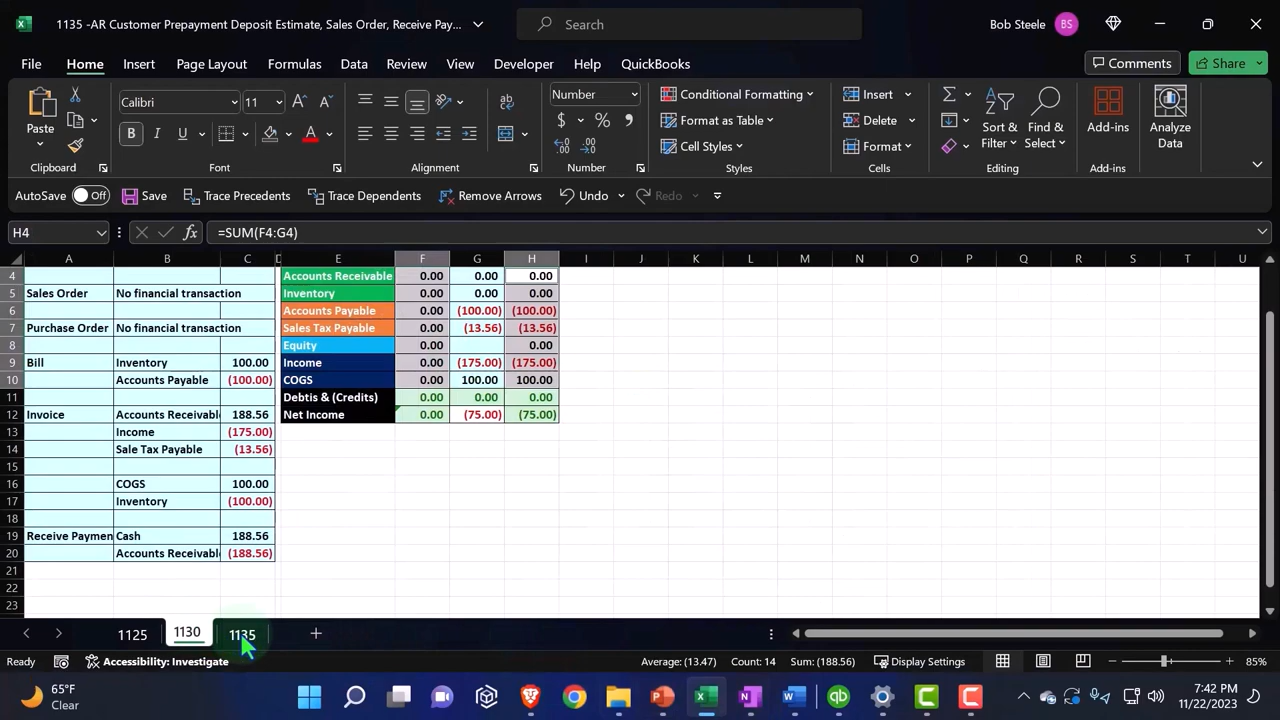 1135 -AR Customer Prepayment Deposit Estimate, Sales Order, Receive Pay...
Search
Bob Steele
BS
File
Home
Insert
Page Layout
Formulas
Data
Review
View
Developer
Help
QuickBooks
Comments
Share
Paste
Clipboard
Calibri
11
B
I
U
Font
Alignment
Number
$
%
Number
Conditional Formatting
Format as Table
Cell Styles
Styles
Insert
Delete
Format
Cells
Sort & Filter
Find & Select
Editing
Add-ins
Add-ins
Analyze Data
AutoSave
Off
Save
Trace Precedents
Trace Dependents
Remove Arrows
Undo
Redo
H4
fx
=SUM(F4:G4)
A B C D E F G H I J K L M N O P Q R S T U
4 Accounts Receivable 0.00 0.00 0.00
5 Sales Order No financial transaction Inventory 0.00 0.00 0.00
6 Accounts Payable 0.00 (100.00) (100.00)
7 Purchase Order No financial transaction Sales Tax Payable 0.00 (13.56) (13.56)
8 Equity 0.00 0.00
9 Bill Inventory 100.00 Income 0.00 (175.00) (175.00)
10 Accounts Payable (100.00) COGS 0.00 100.00 100.00
11 Debtis & (Credits) 0.00 0.00 0.00
12 Invoice Accounts Receivabl 188.56 Net Income 0.00 (75.00) (75.00)
13 Income (175.00)
14 Sale Tax Payable (13.56)
15
16 COGS 100.00
17 Inventory (100.00)
18
19 Receive Paymen Cash 188.56
20 Accounts Receivabl (188.56)
21
22
23
1125
1130
1135
Ready
Accessibility: Investigate
Average: (13.47)
Count: 14
Sum: (188.56)
Display Settings
85%
65°F
Clear
7:42 PM
11/22/2023